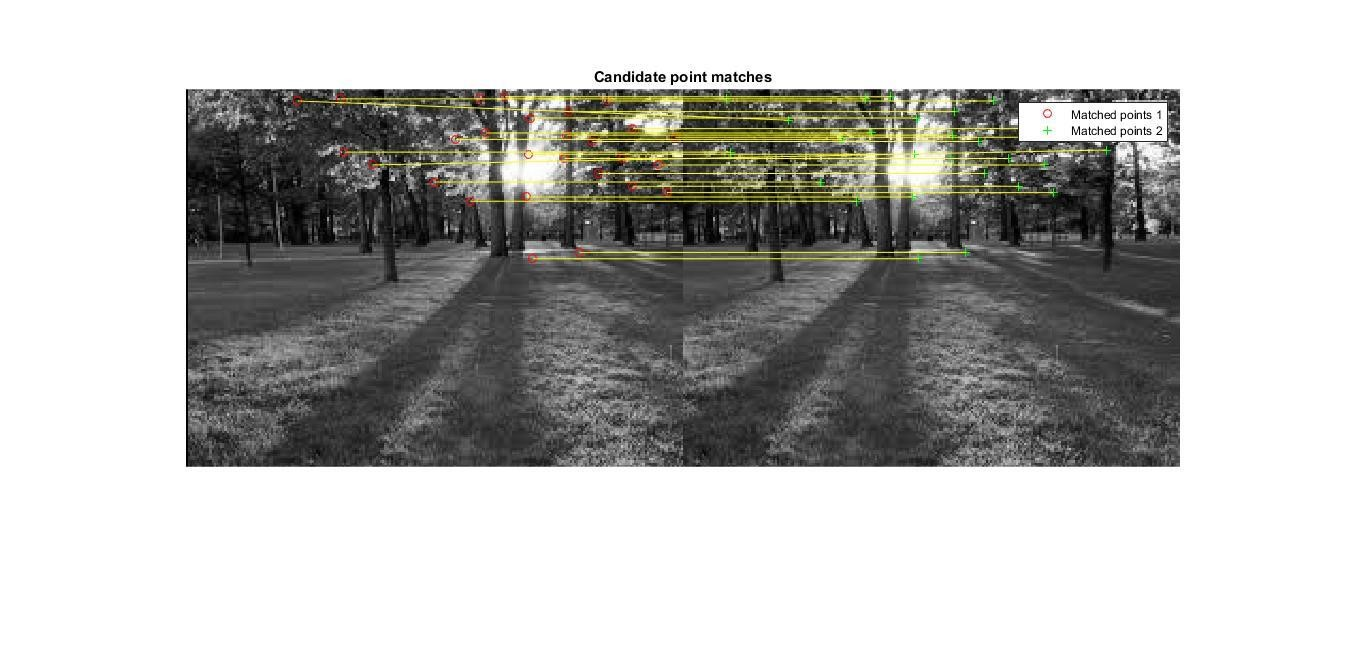 Candidate point matches
Matched points 1
Matched points 2